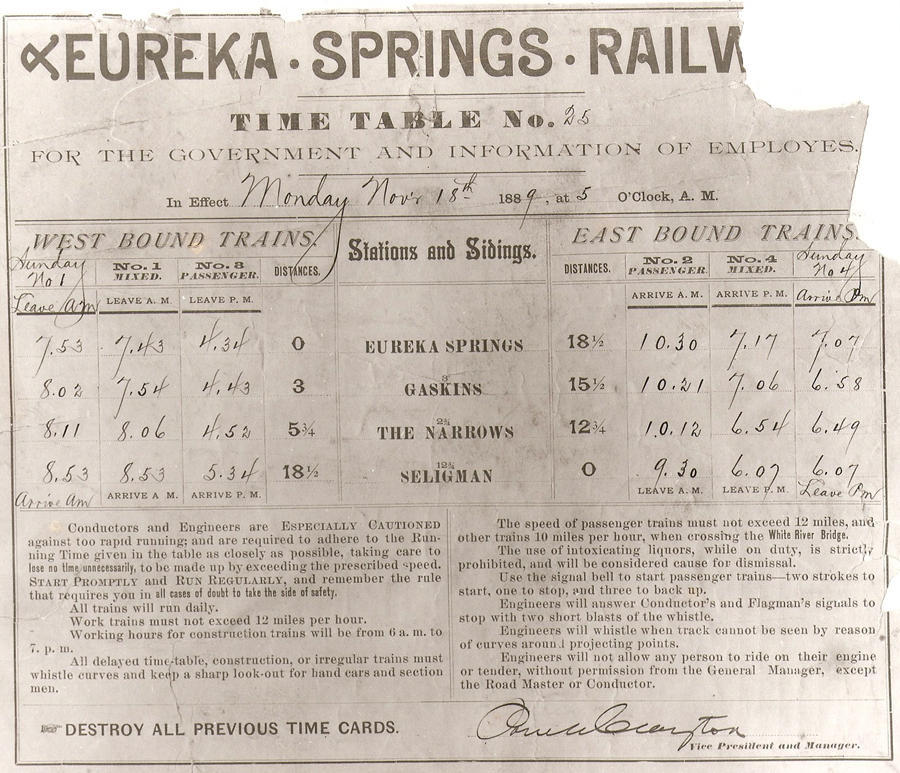 EUREKA · SPRINGS · RAILW
TIME TABLE No. 25
FOR THE GOVERNMENT AND INFORMATION OF EMPLOYES.
In Effect Monday Nov'r 18th 1889, at 5 O'Clock, A. M.
WEST BOUND TRAINS. Stations and Sidings. EAST BOUND TRAINS.
Sunday No 1 No. 1 MIXED. No. 3 PASSENGER. DISTANCES. DISTANCES. No. 2 PASSENGER. No. 4 MIXED. Sunday No 4
Leave Am LEAVE A. M. LEAVE P. M. ARRIVE A. M. ARRIVE P. M. Arrive Pm
7.53 7.43 4.34 0 EUREKA SPRINGS 18½ 10.30 7.17 7.07
3
8.02 7.54 4.43 3 GASKINS 15½ 10.21 7.06 6.58
2¾
8.11 8.06 4.52 5¾ THE NARROWS 12¾ 10.12 6.54 6.49
12¾
8.53 8.53 5.34 18½ SELIGMAN 0 9.30 6.07 6.07
Arrive Am ARRIVE A. M. ARRIVE P. M. LEAVE A. M. LEAVE P. M. Leave Pm
Conductors and Engineers are ESPECIALLY CAUTIONED
against too rapid running; and are required to adhere to the Run-
ning Time given in the table as closely as possible, taking care to
lose no time unnecessarily, to be made up by exceeding the prescribed speed.
START PROMPTLY and RUN REGULARLY, and remember the rule
that requires you in all cases of doubt to take the side of safety.
All trains will run daily.
Work trains must not exceed 12 miles per hour.
Working hours for construction trains will be from 6 a. m. to
7. p. m.
All delayed time-table, construction, or irregular trains must
whistle curves and keep a sharp look-out for hand cars and section
men.
The speed of passenger trains must not exceed 12 miles, and
other trains 10 miles per hour, when crossing the White River Bridge.
The use of intoxicating liquors, while on duty, is strictly
prohibited, and will be considered cause for dismissal.
Use the signal bell to start passenger trains—two strokes to
start, one to stop, and three to back up.
Engineers will answer Conductor's and Flagman's signals to
stop with two short blasts of the whistle.
Engineers will whistle when track cannot be seen by reason
of curves around projecting points.
Engineers will not allow any person to ride on their engine
or tender, without permission from the General Manager, except
the Road Master or Conductor.
DESTROY ALL PREVIOUS TIME CARDS.
Powell Clayton
Vice President and Manager.